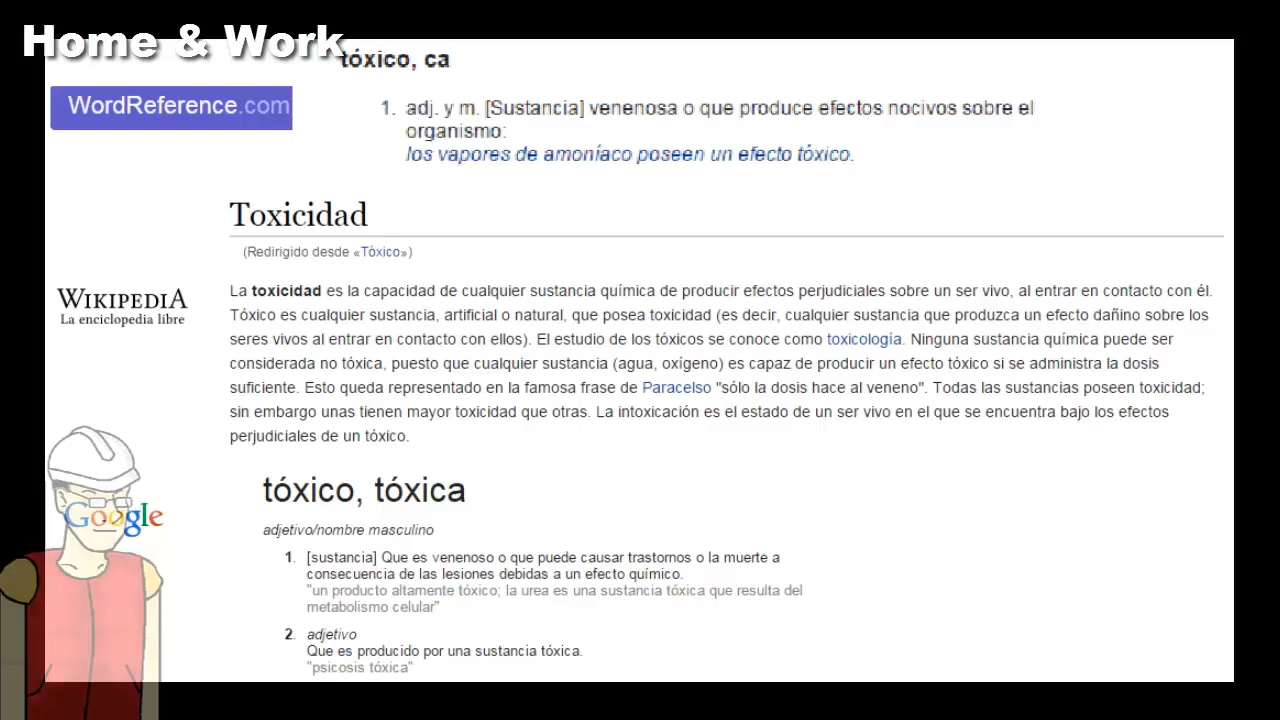 Home & Work
tóxico, ca
WordReference.com
1. adj. y m. [Sustancia] venenosa o que produce efectos nocivos sobre el
organismo:
los vapores de amoníaco poseen un efecto tóxico.
Toxicidad
(Redirigido desde «Tóxico»)
WIKIPEDIA
La enciclopedia libre
La toxicidad es la capacidad de cualquier sustancia química de producir efectos perjudiciales sobre un ser vivo, al entrar en contacto con él.
Tóxico es cualquier sustancia, artificial o natural, que posea toxicidad (es decir, cualquier sustancia que produzca un efecto dañino sobre los
seres vivos al entrar en contacto con ellos). El estudio de los tóxicos se conoce como toxicología. Ninguna sustancia química puede ser
considerada no tóxica, puesto que cualquier sustancia (agua, oxígeno) es capaz de producir un efecto tóxico si se administra la dosis
suficiente. Esto queda representado en la famosa frase de Paracelso "sólo la dosis hace al veneno". Todas las sustancias poseen toxicidad;
sin embargo unas tienen mayor toxicidad que otras. La intoxicación es el estado de un ser vivo en el que se encuentra bajo los efectos
perjudiciales de un tóxico.
Google
tóxico, tóxica
adjetivo/nombre masculino
1. [sustancia] Que es venenoso o que puede causar trastornos o la muerte a
consecuencia de las lesiones debidas a un efecto químico.
"un producto altamente tóxico; la urea es una sustancia tóxica que resulta del
metabolismo celular"
2. adjetivo
Que es producido por una sustancia tóxica.
"psicosis tóxica"